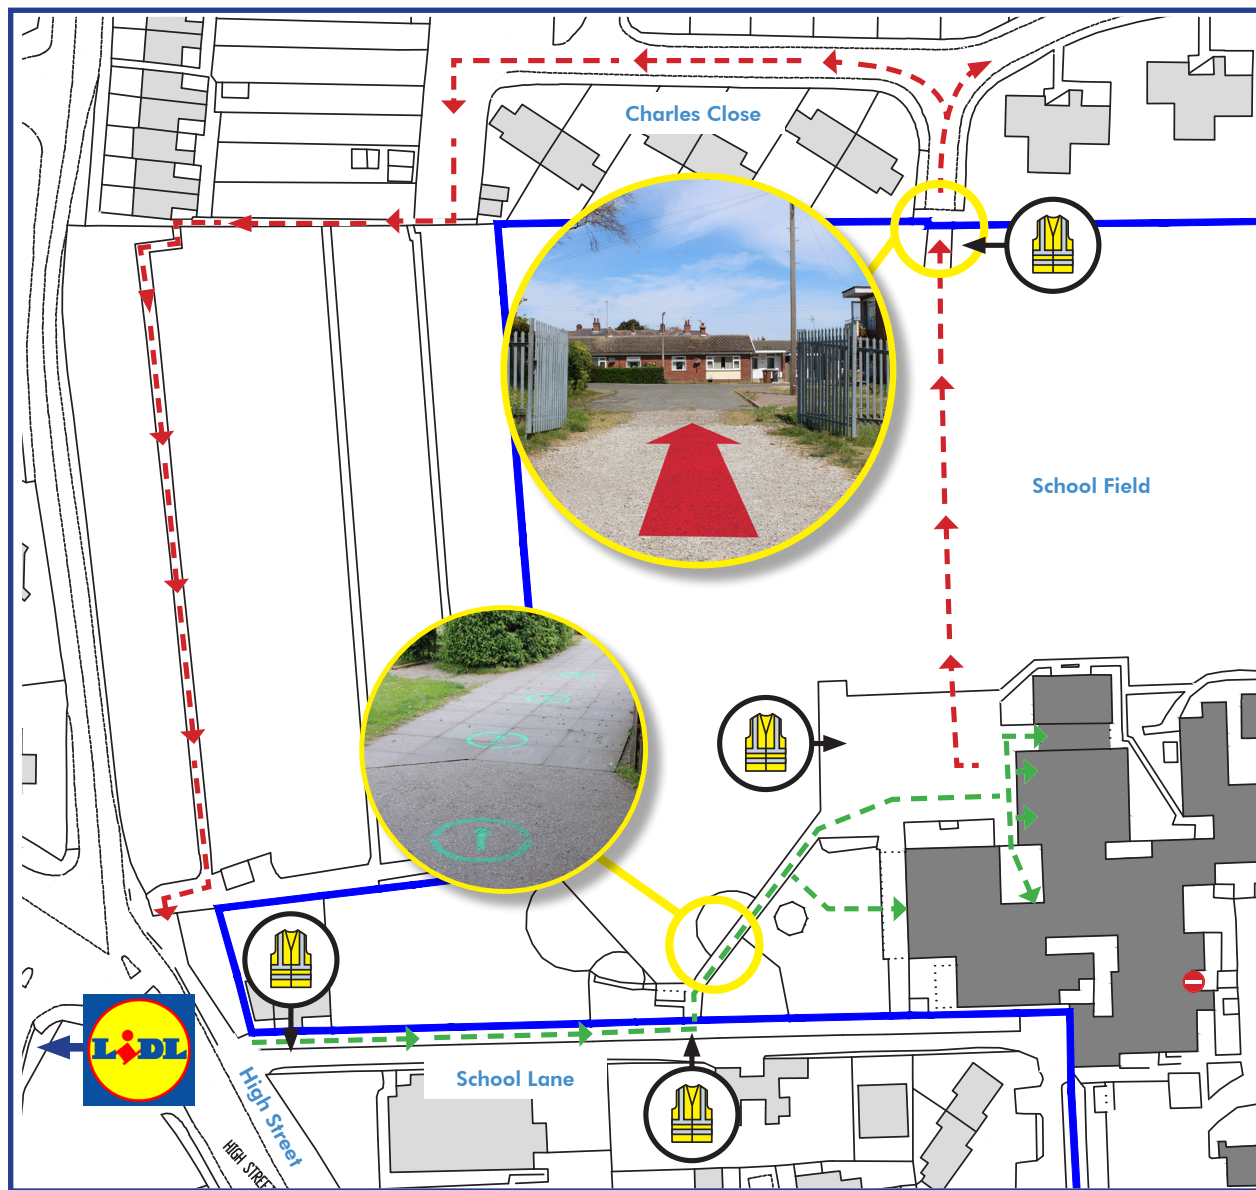 Charles Close
School Field
LIDL
School Lane
High Street
HIGH STREET